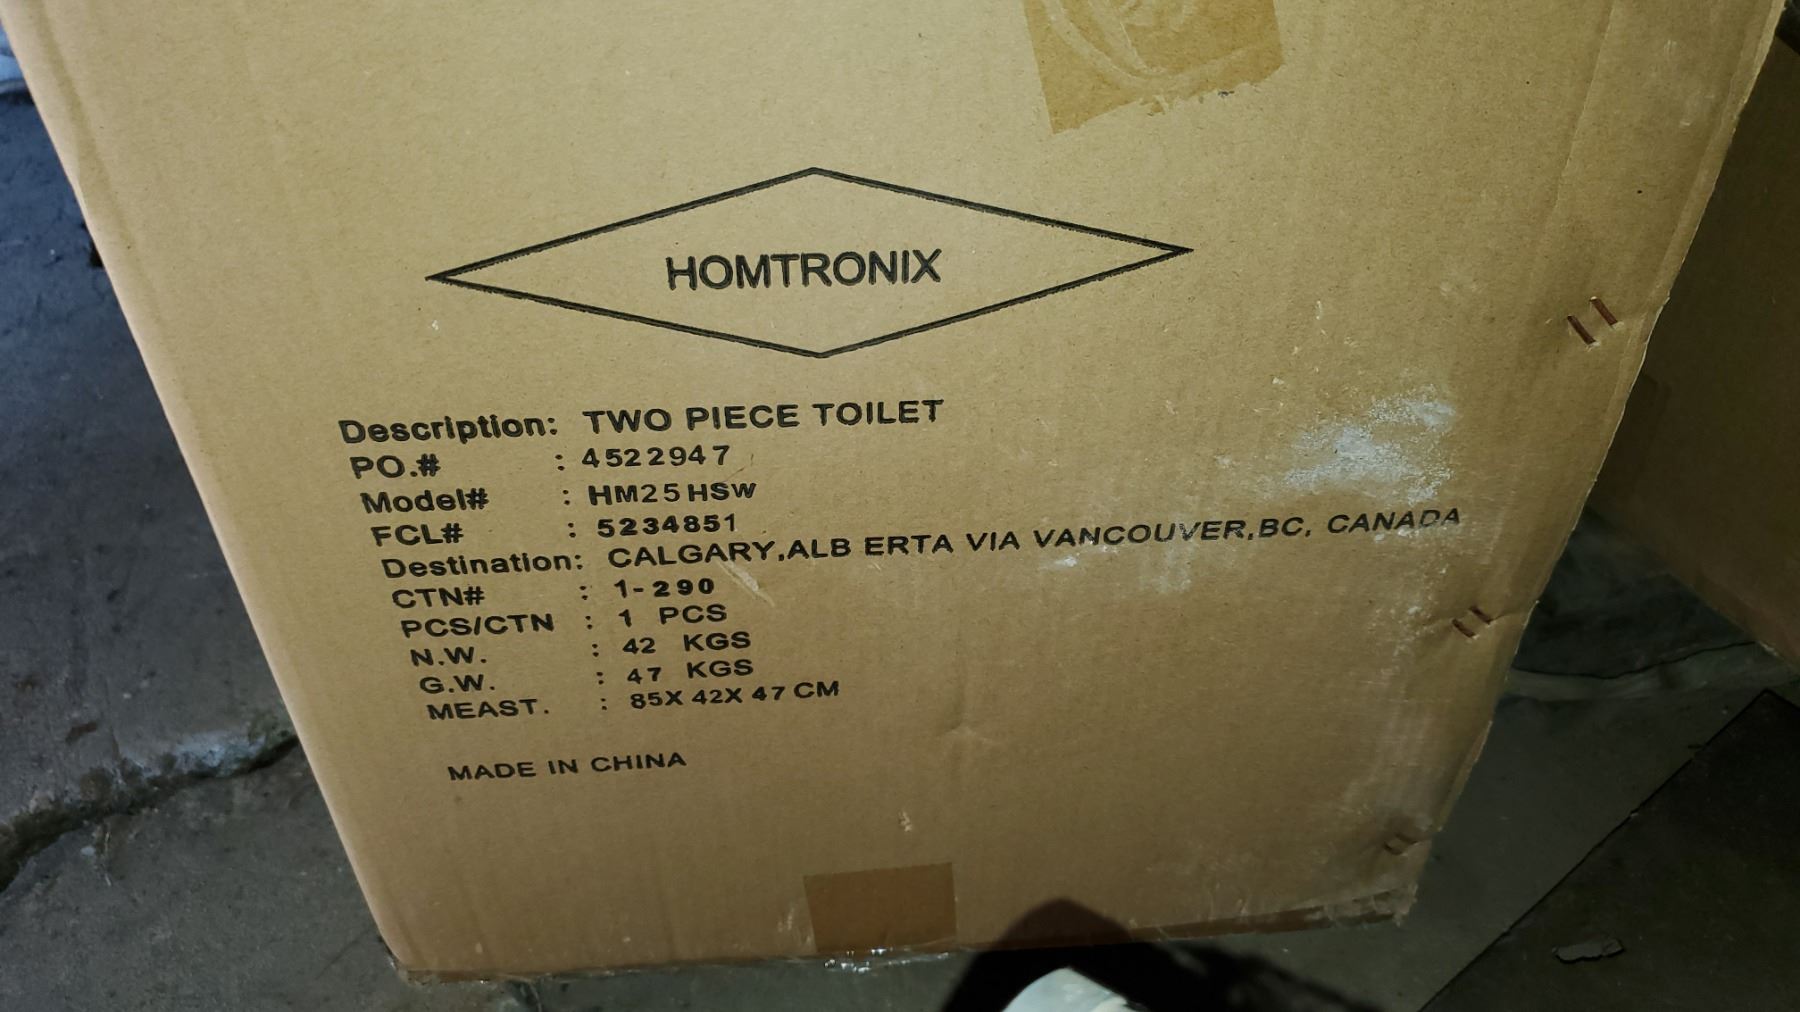 HOMTRONIX
Description: TWO PIECE TOILET
PO.# : 4522947
Model# : HM25HSW
FCL# : 5234851
Destination: CALGARY,ALB ERTA VIA VANCOUVER,BC, CANADA
CTN# : 1-290
PCS/CTN : 1 PCS
N.W. : 42 KGS
G.W. : 47 KGS
MEAST. : 85X 42X 47 CM
MADE IN CHINA